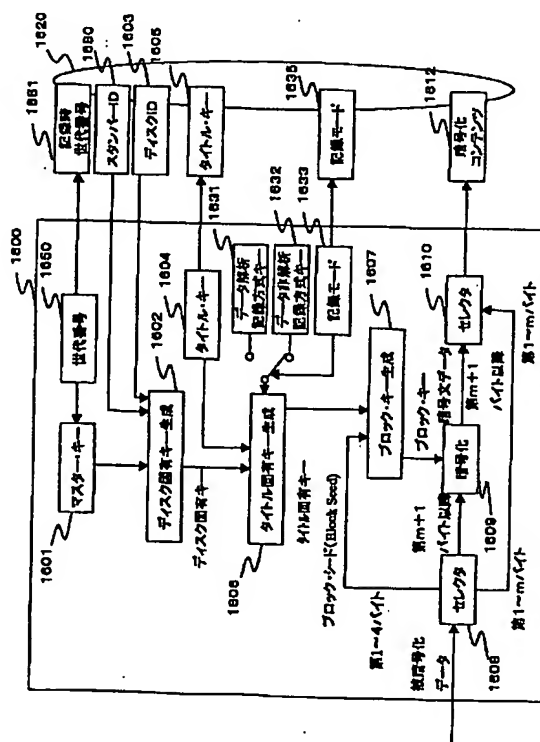 1600
1601
マスター・キー
1650
世代番号
1661
記録時
世代番号
1620
1680
スタンパーID
1603
ディスクID
1605
タイトル・キー
1602
ディスク固有キー生成
ディスク固有キー
1604
タイトル・キー
1631
データ解析
記録方式キー
1632
データ非解析
記録方式キー
1633
記録モード
1635
記録モード
1606
タイトル固有キー生成
タイトル固有キー
1607
ブロック・キー生成
ブロック・キー
ブロック・シード(Block Seed)
第1~4バイト
被暗号化
データ
1608
セレクタ
第m+1
バイト以降
1609
暗号化
暗号文データ
第m+1
バイト以降
1610
セレクタ
第1~mバイト
第1~mバイト
1612
暗号化
コンテンツ